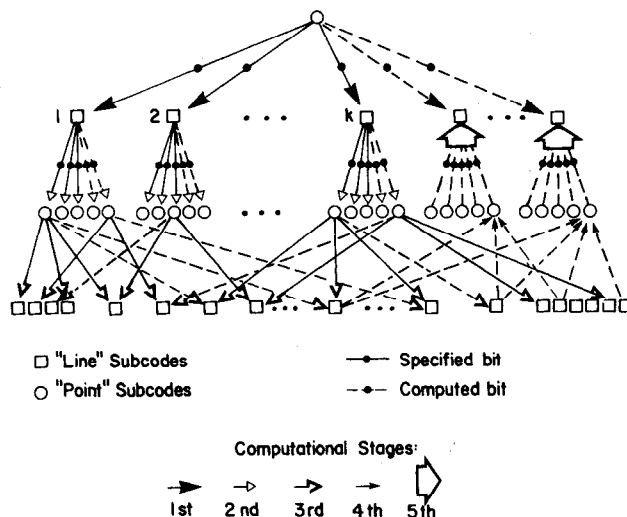 1 2 . . . k . . .
. . .
. . . . . .
"Line" Subcodes Specified bit
"Point" Subcodes Computed bit
Computational Stages:
1st 2nd 3rd 4th 5th